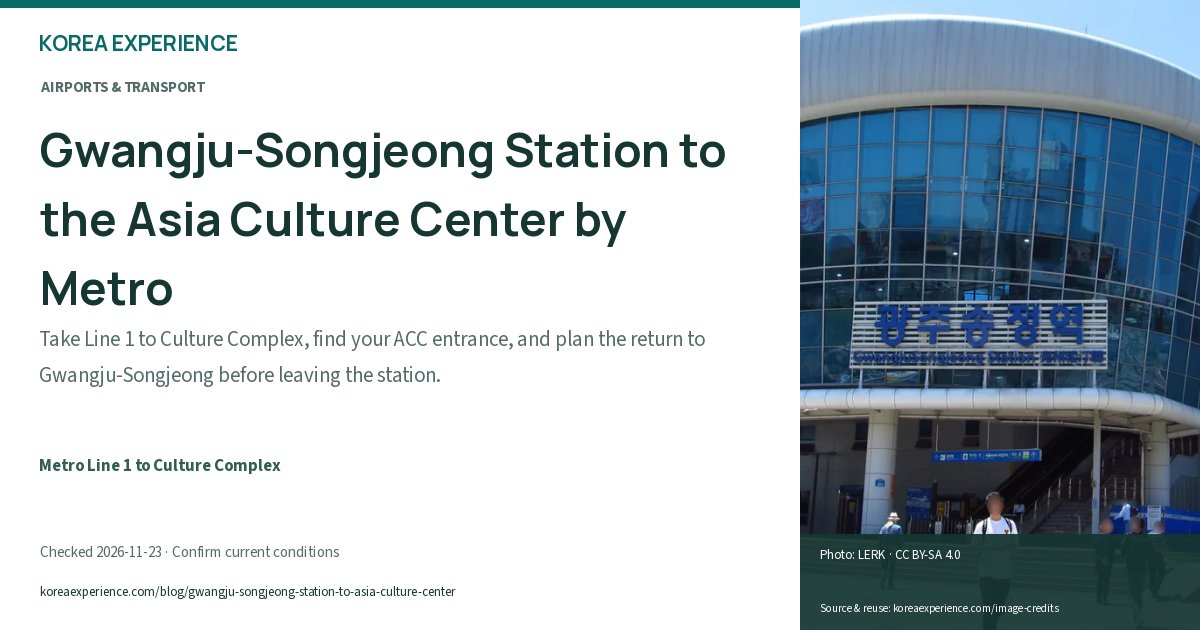 KOREA EXPERIENCE
AIRPORTS & TRANSPORT
Gwangju-Songjeong Station to
the Asia Culture Center by
Metro
Take Line 1 to Culture Complex, find your ACC entrance, and plan the return to
Gwangju-Songjeong before leaving the station.
Metro Line 1 to Culture Complex
Checked 2026-11-23 · Confirm current conditions
koreaexperience.com/blog/gwangju-songjeong-station-to-asia-culture-center
광주송정역
GwangjuSongjeong Station
Photo: LERK · CC BY-SA 4.0
Source & reuse: koreaexperience.com/image-credits